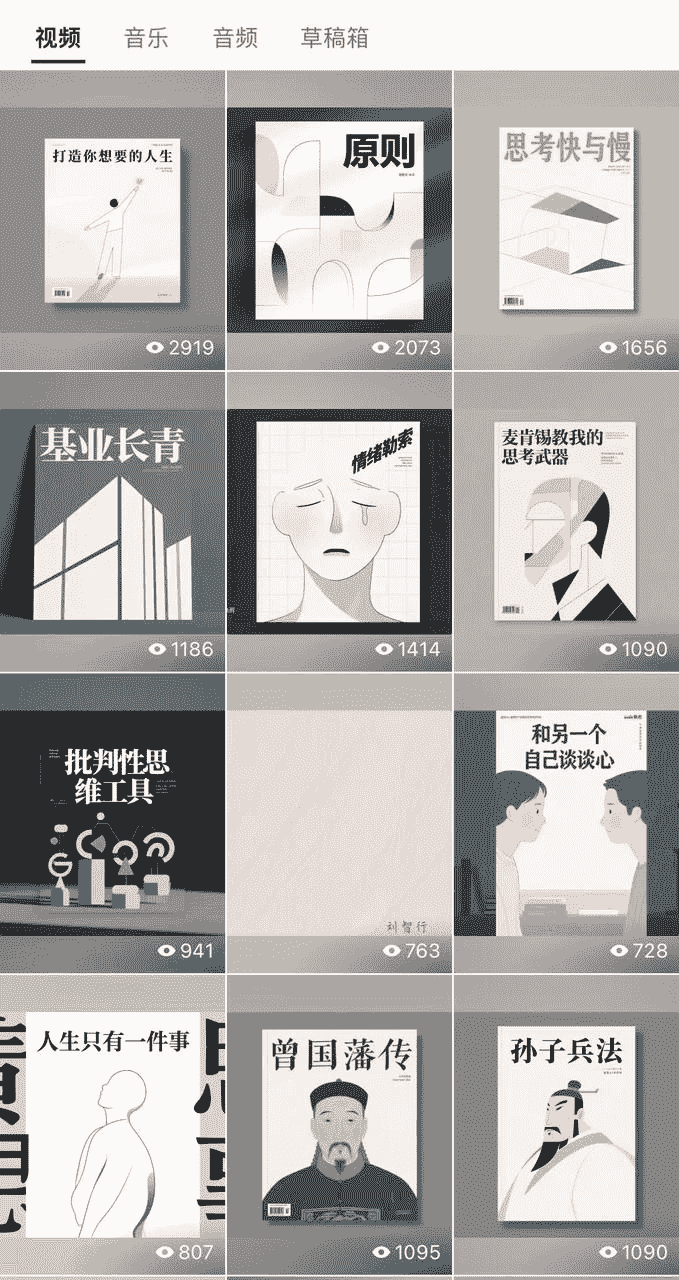 视频 音乐 音频 草稿箱
打造你想要的人生
2919
原则
2073
思考快与慢
1656
基业长青
1186
情绪勒索
1414
麦肯锡教我的
思考武器
1090
批判性思
维工具
941
刘智行
763
和另一个
自己谈谈心
728
人生只有一件事
807
曾国藩传
1095
孙子兵法
1090